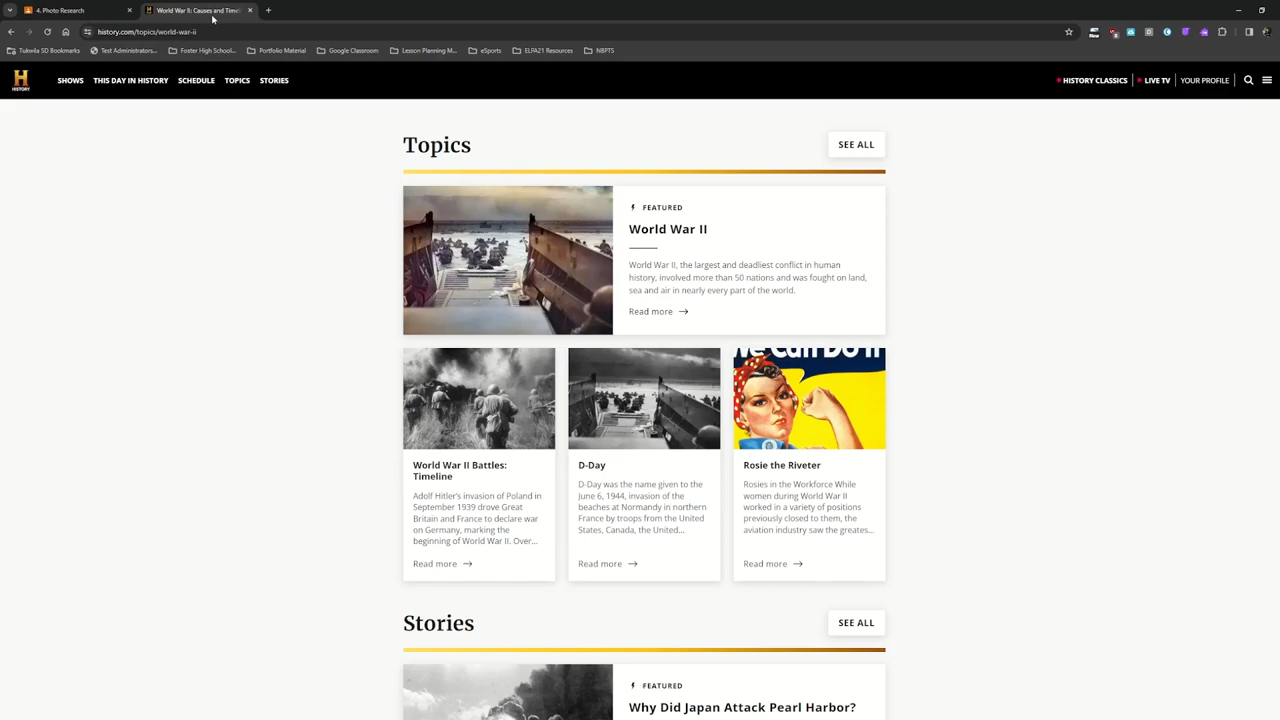 4. Photo Research
World War II: Causes and Time
history.com/topics/world-war-ii
Tukwila SD Bookmarks
Test Administrators...
Foster High School...
Portfolio Material
Google Classroom
Lesson Planning M...
eSports
ELPA21 Resources
NBPTS
H
HISTORY
SHOWS
THIS DAY IN HISTORY
SCHEDULE
TOPICS
STORIES
HISTORY CLASSICS
LIVE TV
YOUR PROFILE
Topics
SEE ALL
FEATURED
World War II
World War II, the largest and deadliest conflict in human
history, involved more than 50 nations and was fought on land,
sea and air in nearly every part of the world.
Read more
We Can Do It
World War II Battles:
Timeline
Adolf Hitler's invasion of Poland in
September 1939 drove Great
Britain and France to declare war
on Germany, marking the
beginning of World War II. Over...
Read more
D-Day
D-Day was the name given to the
June 6, 1944, invasion of the
beaches at Normandy in northern
France by troops from the United
States, Canada, the United...
Read more
Rosie the Riveter
Rosies in the Workforce While
women during World War II
worked in a variety of positions
previously closed to them, the
aviation industry saw the greates...
Read more
Stories
SEE ALL
FEATURED
Why Did Japan Attack Pearl Harbor?